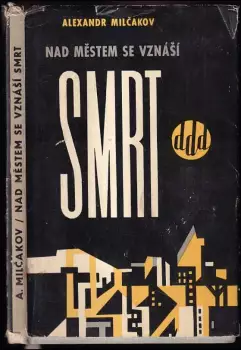 A. MILČAKOV / NAD MĚSTEM SE VZNÁŠÍ SMRT
ALEXANDR MILČAKOV
NAD MĚSTEM SE VZNÁŠÍ
SMRT
ddd